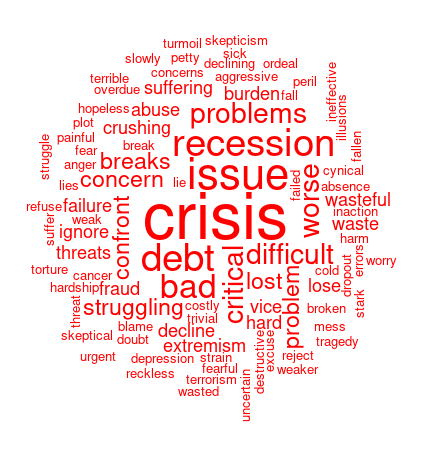 turmoil skepticism
slowly petty sick
concerns declining ordeal
terrible aggressive peril
overdue suffering burden fall
hopeless abuse problems ineffective
plot crushing illusions
painful break recession
fear breaks fallen
struggle anger concern lie issue failed worse cynical
lies absence
refuse failure crisis wasteful
weak inaction
suffer ignore confront waste
threats debt critical difficult harm errors
torture cancer bad lost cold worry
hardship fraud problem lose dropout stark
threat struggling costly vice broken
blame trivial hard mess
skeptical doubt decline excuse tragedy
extremism destructive
urgent depression strain reject
reckless fearful weaker
terrorism
wasted uncertain